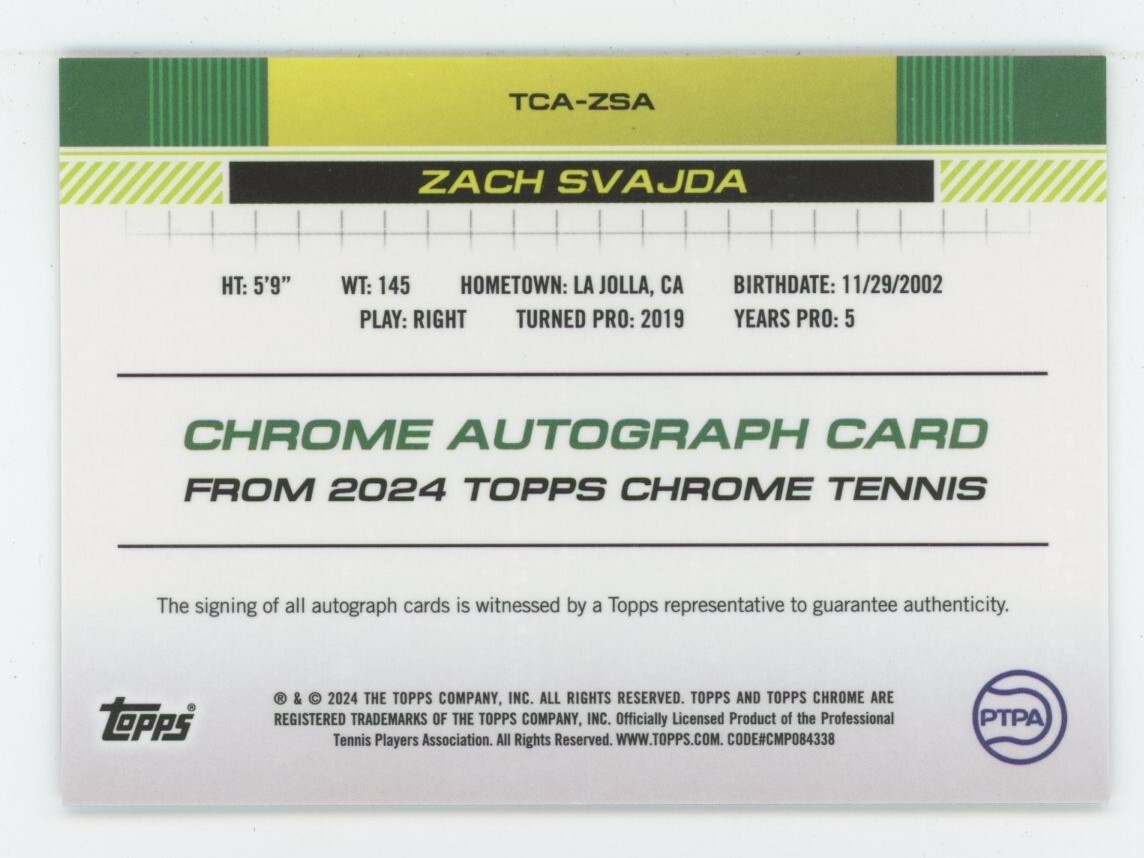 TCA-ZSA
ZACH SVAJDA
HT: 5'9" WT: 145 HOMETOWN: LA JOLLA, CA BIRTHDATE: 11/29/2002
PLAY: RIGHT TURNED PRO: 2019 YEARS PRO: 5
CHROME AUTOGRAPH CARD
FROM 2024 TOPPS CHROME TENNIS
The signing of all autograph cards is witnessed by a Topps representative to guarantee authenticity.
® & © 2024 THE TOPPS COMPANY, INC. ALL RIGHTS RESERVED. TOPPS AND TOPPS CHROME ARE
REGISTERED TRADEMARKS OF THE TOPPS COMPANY, INC. Officially Licensed Product of the Professional
Tennis Players Association. All Rights Reserved. WWW.TOPPS.COM. CODE#CMP084338
topps®
PTPA